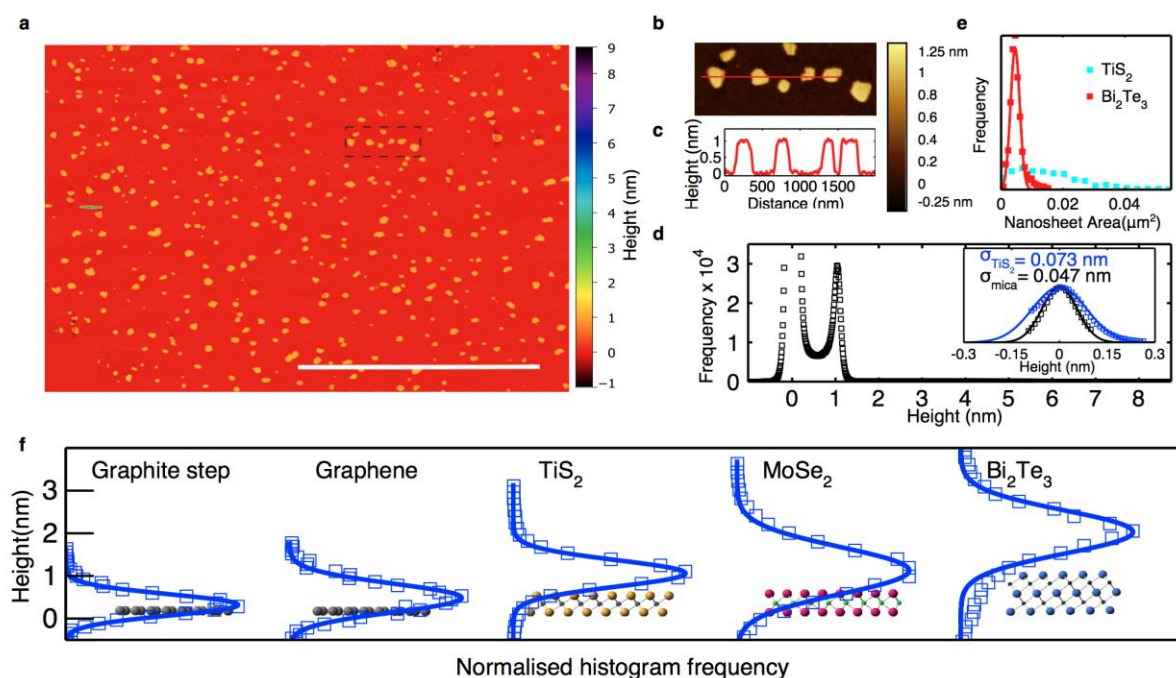 a
9
8
7
6
5
4
3
2
1
0
−1
Height (nm)
b
1.25 nm
1
0.8
0.6
0.4
0.2
0
-0.25 nm
c
Height (nm)
1
0.5
0
0 500 1000 1500
Distance (nm)
d
Frequency x 10⁴
3
2
1
0
0 1 2 3 4 5 6 7 8
Height (nm)
σTiS₂= 0.073 nm
σmica= 0.047 nm
-0.3 -0.15 0 0.15 0.3
Height (nm)
e
Frequency
TiS₂
Bi₂Te₃
0 0.02 0.04
Nanosheet Area(μm²)
f
Height(nm)
3
2
1
0
Graphite step
Graphene
TiS₂
MoSe₂
Bi₂Te₃
Normalised histogram frequency